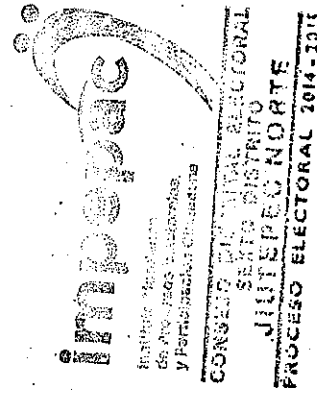 impepac
Instituto Morelense
de Procesos Electorales
y Participación Ciudadana
CONSEJO DISTRITAL ELECTORAL
SEXTO DISTRITO
JIUTEPEC NORTE
PROCESO ELECTORAL 2014-2015